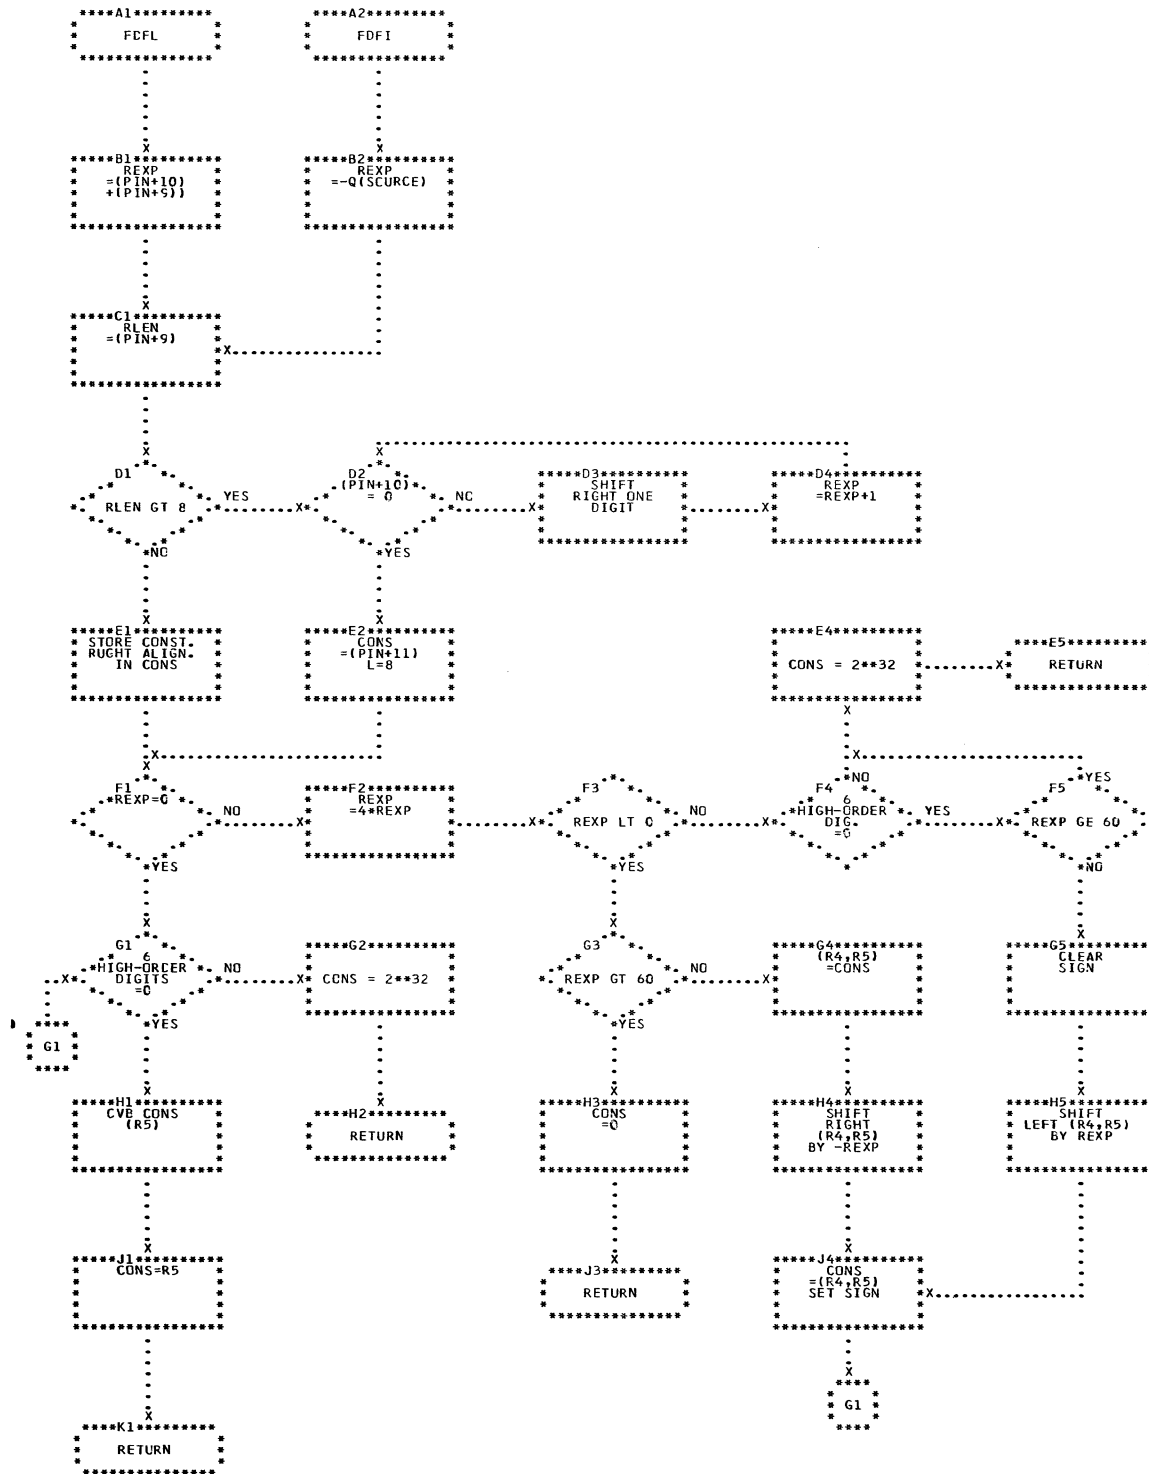 A1
FDFL
A2
FDFI
B1
REXP
=(PIN+10)
+(PIN+9))
B2
REXP
=-Q(SCURCE)
C1
RLEN
=(PIN+9)
D1
RLEN GT 8
YES
NO
D2
(PIN+10)
= 0
NC
YES
D3
SHIFT
RIGHT ONE
DIGIT
D4
REXP
=REXP+1
E1
STORE CONST.
RUGHT ALIGN.
IN CONS
E2
CONS
=(PIN+11)
L=8
E4
CONS = 2**32
E5
RETURN
F1
REXP=0
NO
YES
F2
REXP
=4*REXP
F3
REXP LT 0
NO
YES
F4
6
HIGH-ORDER
DIG.
=0
NO
YES
F5
REXP GE 60
YES
NO
G1
6
HIGH-ORDER
DIGITS
=0
NO
YES
G1
G2
CONS = 2**32
G3
REXP GT 60
NO
YES
G4
(R4,R5)
=CONS
G5
CLEAR
SIGN
H1
CVB CONS
(R5)
H2
RETURN
H3
CONS
=0
H4
SHIFT
RIGHT
(R4,R5)
BY -REXP
H5
SHIFT
LEFT (R4,R5)
BY REXP
J1
CONS=R5
J3
RETURN
J4
CONS
=(R4,R5)
SET SIGN
G1
K1
RETURN